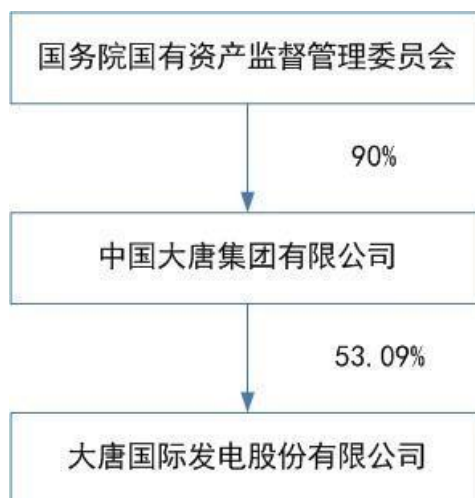 国务院国有资产监督管理委员会
90%
中国大唐集团有限公司
53.09%
大唐国际发电股份有限公司